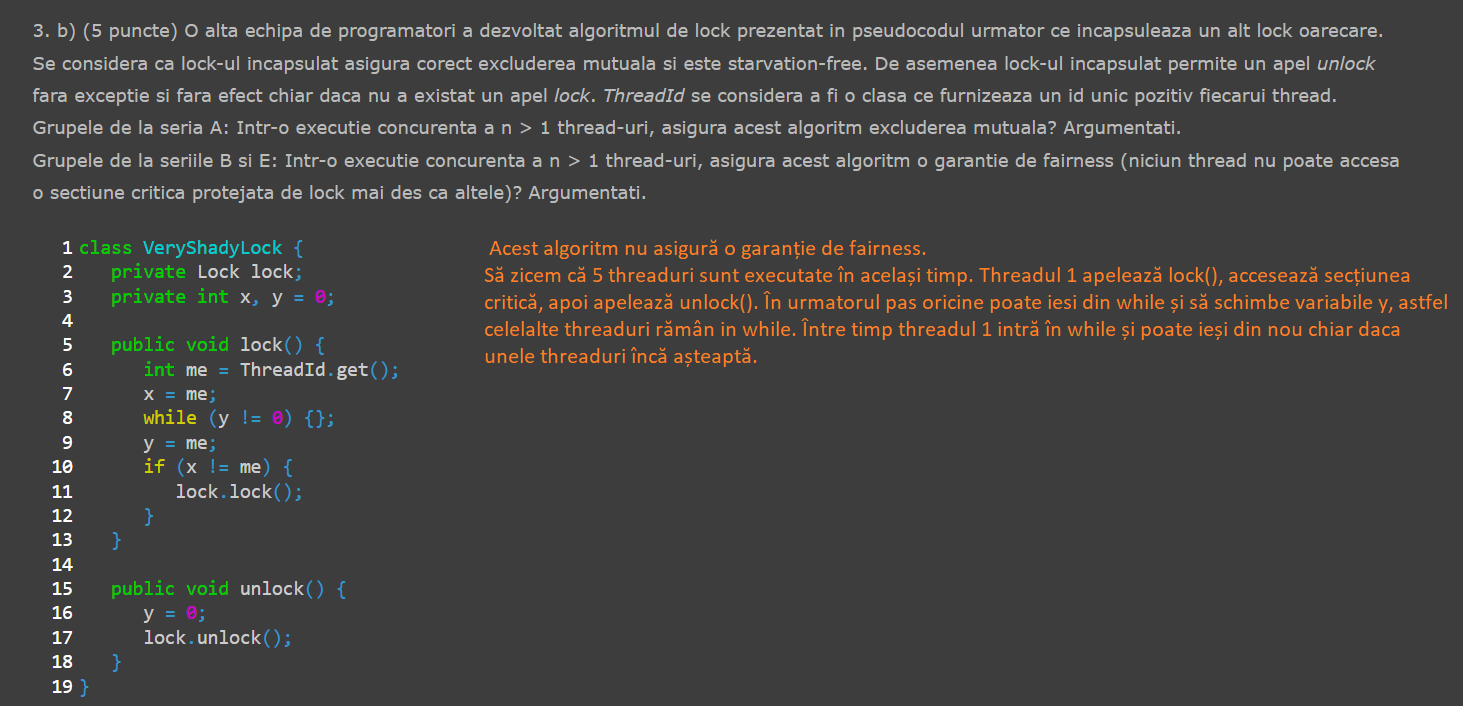 3. b) (5 puncte) O alta echipa de programatori a dezvoltat algoritmul de lock prezentat in pseudocodul urmator ce incapsuleaza un alt lock oarecare.
Se considera ca lock-ul incapsulat asigura corect excluderea mutuala si este starvation-free. De asemenea lock-ul incapsulat permite un apel unlock
fara exceptie si fara efect chiar daca nu a existat un apel lock. ThreadId se considera a fi o clasa ce furnizeaza un id unic pozitiv fiecarui thread.
Grupele de la seria A: Intr-o executie concurenta a n > 1 thread-uri, asigura acest algoritm excluderea mutuala? Argumentati.
Grupele de la seriile B si E: Intr-o executie concurenta a n > 1 thread-uri, asigura acest algoritm o garantie de fairness (niciun thread nu poate accesa
o sectiune critica protejata de lock mai des ca altele)? Argumentati.
1 class VeryShadyLock {
2 private Lock lock;
3 private int x, y = 0;
4
5 public void lock() {
6 int me = ThreadId.get();
7 x = me;
8 while (y != 0) {};
9 y = me;
10 if (x != me) {
11 lock.lock();
12 }
13 }
14
15 public void unlock() {
16 y = 0;
17 lock.unlock();
18 }
19 }
Acest algoritm nu asigură o garanție de fairness.
Să zicem că 5 threaduri sunt executate în același timp. Threadul 1 apelează lock(), accesează secțiunea
critică, apoi apelează unlock(). În urmatorul pas oricine poate iesi din while și să schimbe variabile y, astfel
celelalte threaduri rămân in while. Între timp threadul 1 intră în while și poate ieși din nou chiar daca
unele threaduri încă așteaptă.